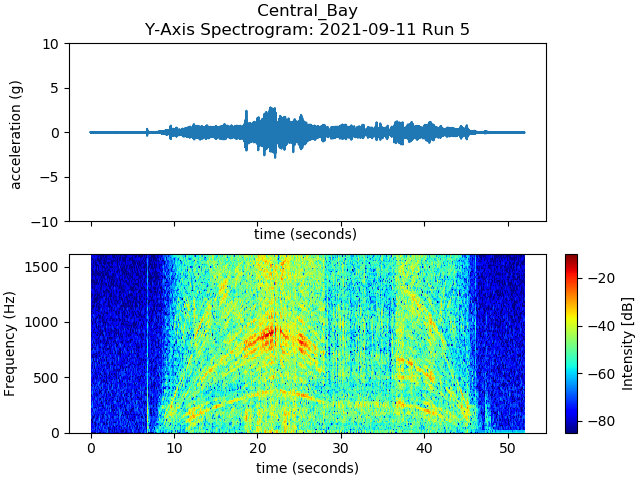 Central_Bay
Y-Axis Spectrogram: 2021-09-11 Run 5
10
5
0
−5
−10
acceleration (g)
time (seconds)
1500
1000
500
0
Frequency (Hz)
0 10 20 30 40 50
time (seconds)
−20
−40
−60
−80
Intensity [dB]